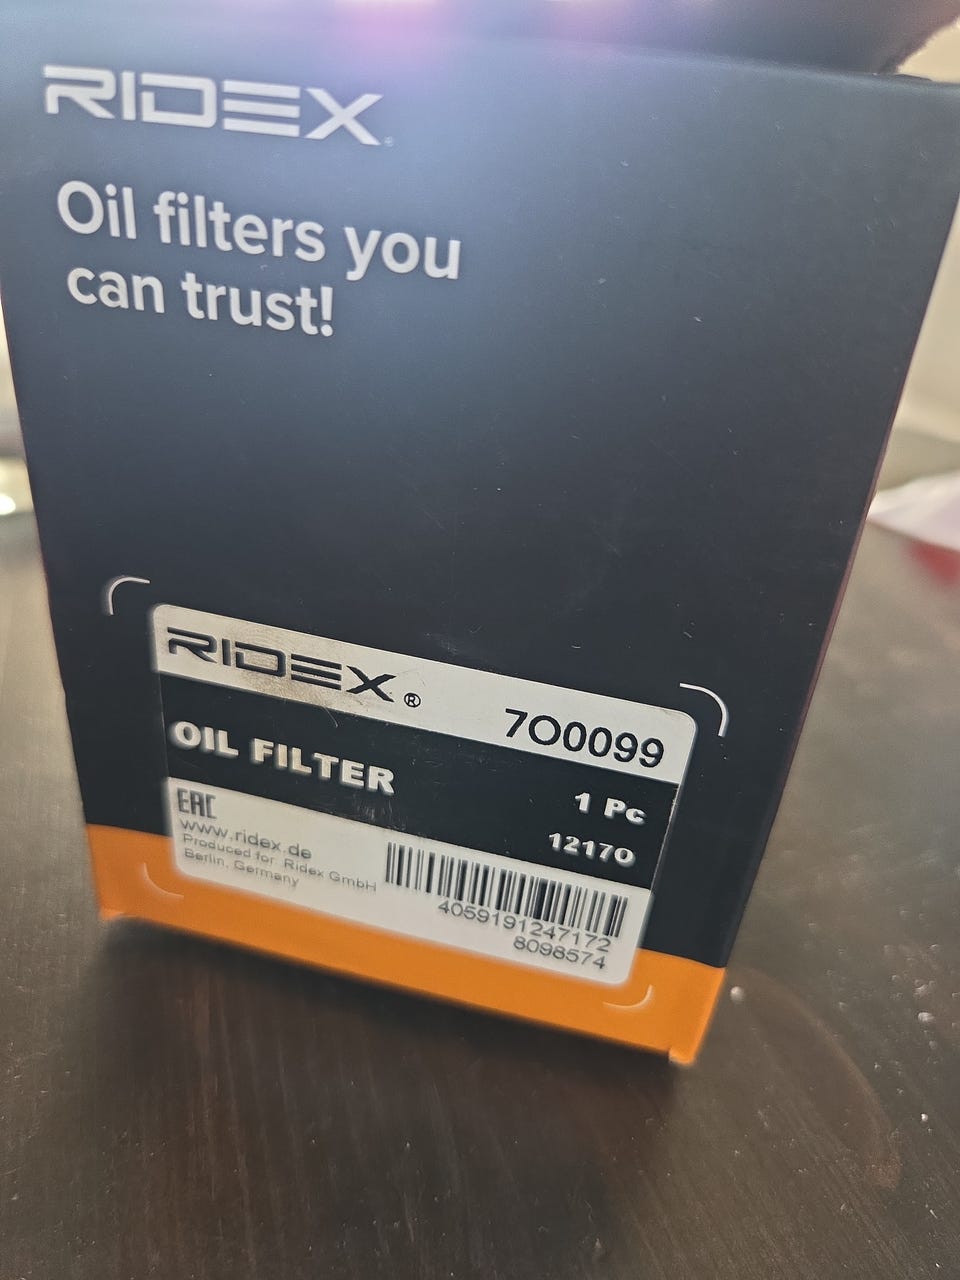 RIDEX
Oil filters you
can trust!
RIDEX®
7O0099
OIL FILTER
1 Pc
12170
EAC
www.ridex.de
Produced for: Ridex GmbH
Berlin, Germany
4059191247172
8098574